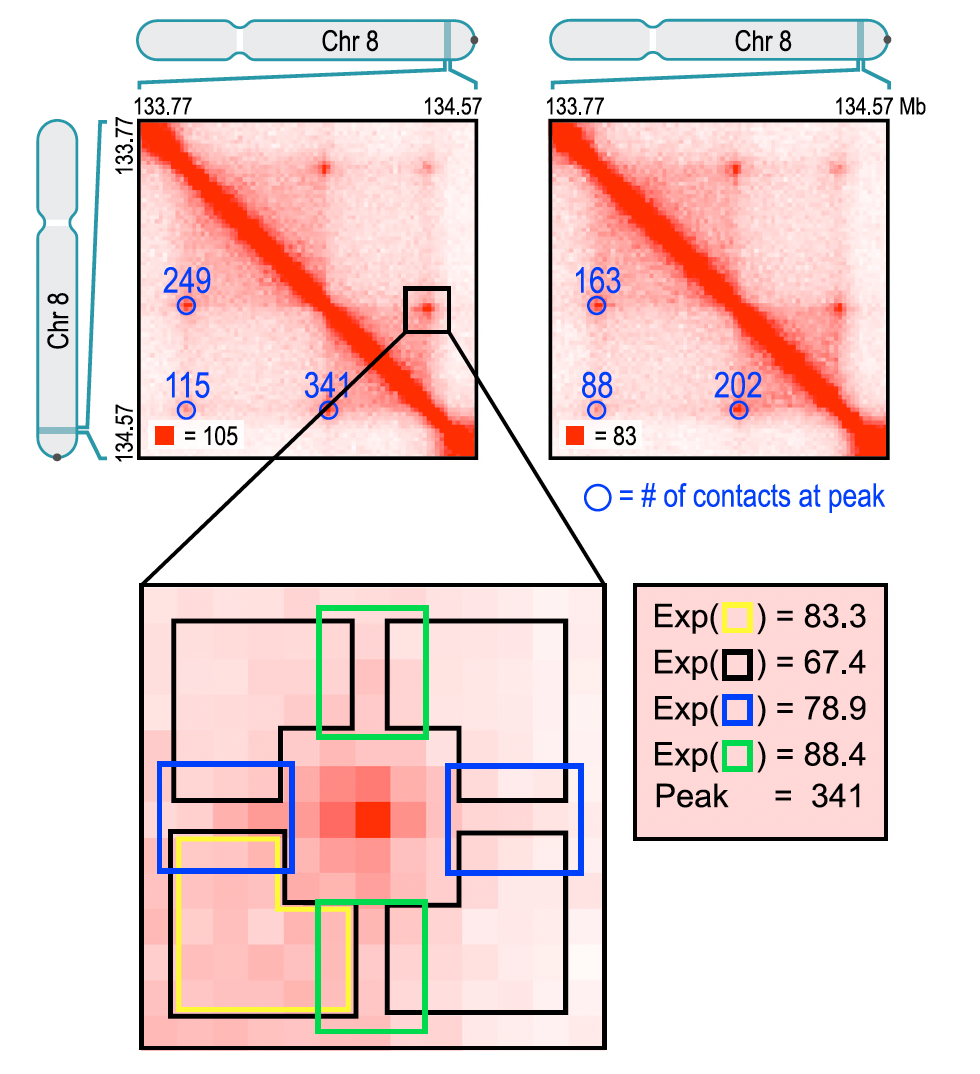 Chr 8
Chr 8
133.77
134.57
133.77
134.57 Mb
133.77
134.57
Chr 8
249
115
341
= 105
163
88
202
= 83
= # of contacts at peak
Exp( ) = 83.3
Exp( ) = 67.4
Exp( ) = 78.9
Exp( ) = 88.4
Peak = 341